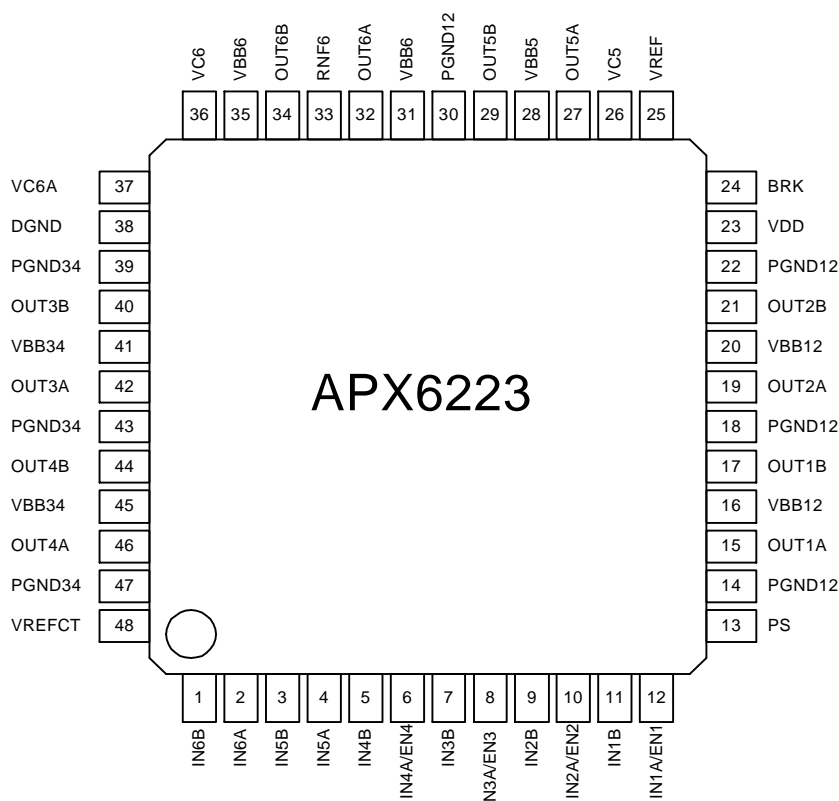 VC6 VBB6 OUT6B RNF6 OUT6A VBB6 PGND12 OUT5B VBB5 OUT5A VC5 VREF
36 35 34 33 32 31 30 29 28 27 26 25
VC6A 37
DGND 38
PGND34 39
OUT3B 40
VBB34 41
OUT3A 42
PGND34 43
OUT4B 44
VBB34 45
OUT4A 46
PGND34 47
VREFCT 48
APX6223
24 BRK
23 VDD
22 PGND12
21 OUT2B
20 VBB12
19 OUT2A
18 PGND12
17 OUT1B
16 VBB12
15 OUT1A
14 PGND12
13 PS
1 2 3 4 5 6 7 8 9 10 11 12
IN6B IN6A IN5B IN5A IN4B IN4A/EN4 IN3B N3A/EN3 IN2B IN2A/EN2 IN1B IN1A/EN1